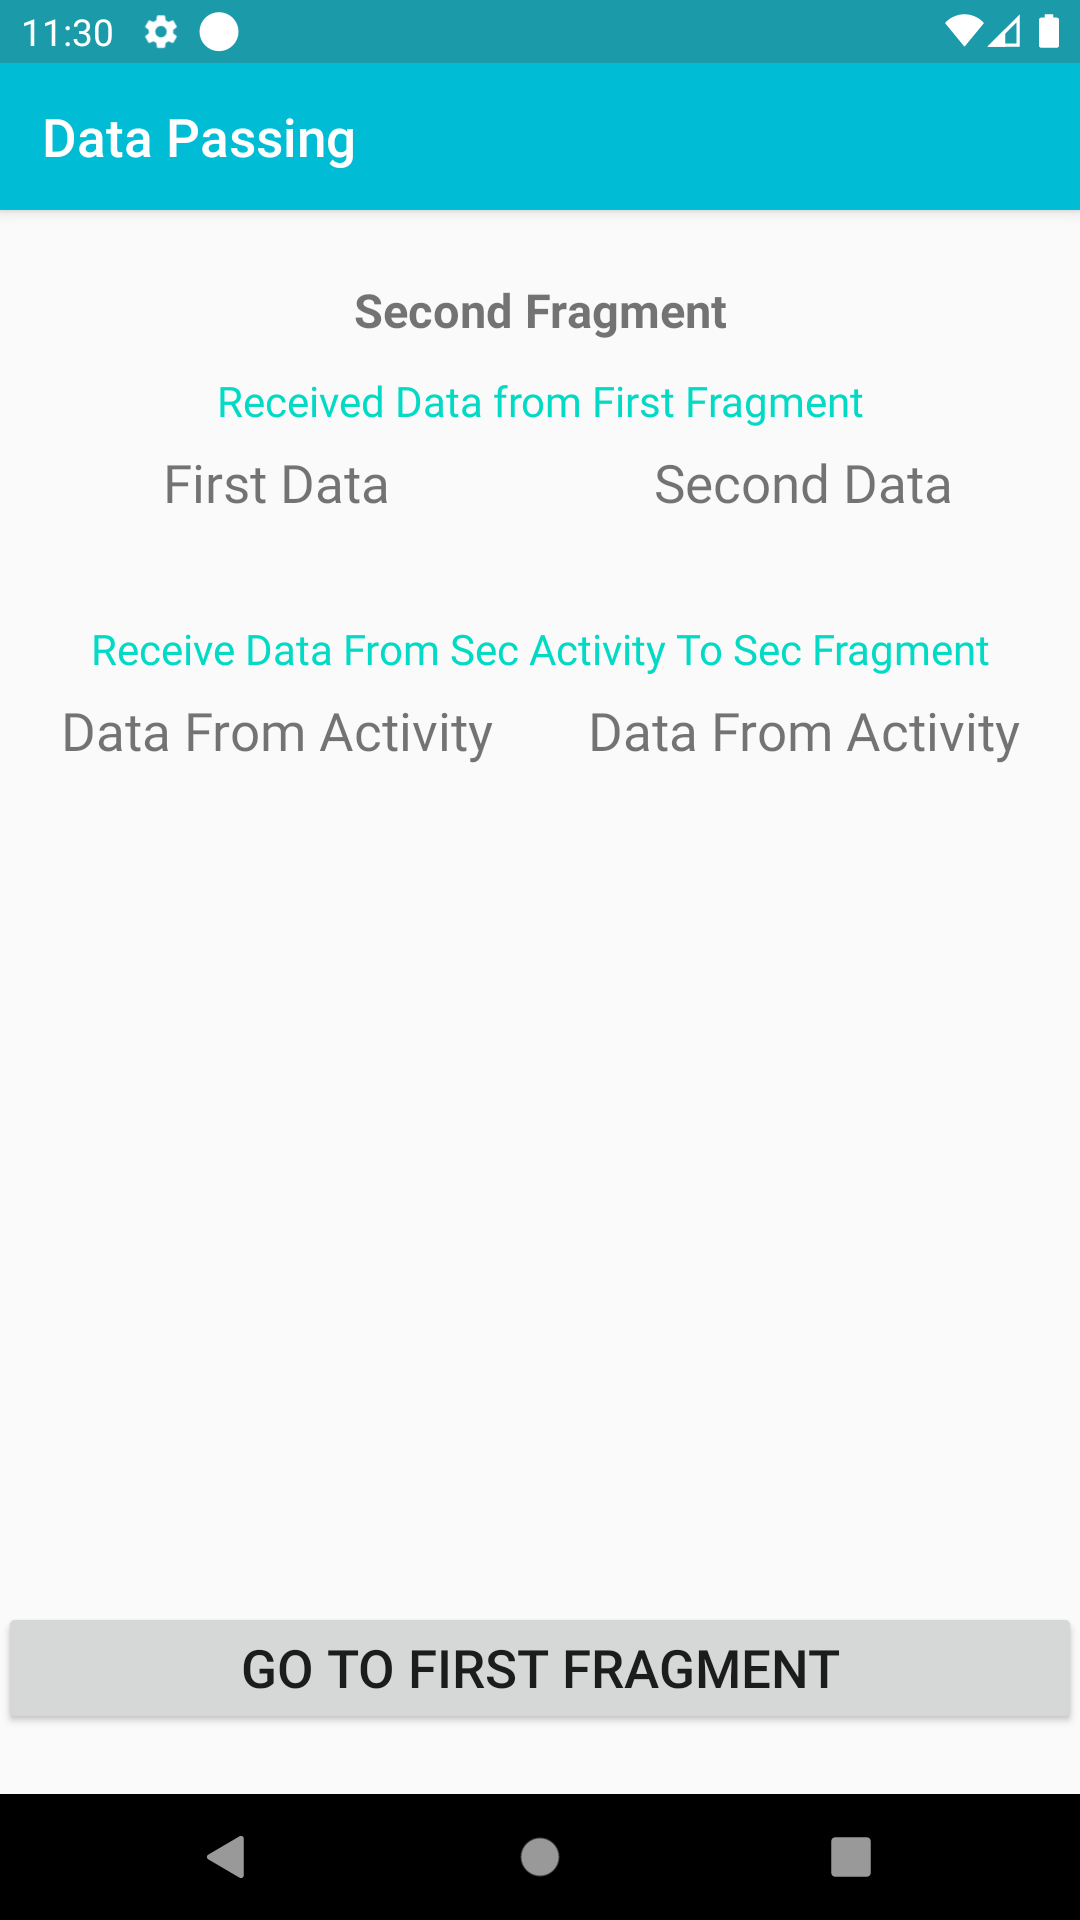 11:30
Data Passing
Second Fragment
Received Data from First Fragment
First Data Second Data
Receive Data From Sec Activity To Sec Fragment
Data From Activity Data From Activity
GO TO FIRST FRAGMENT